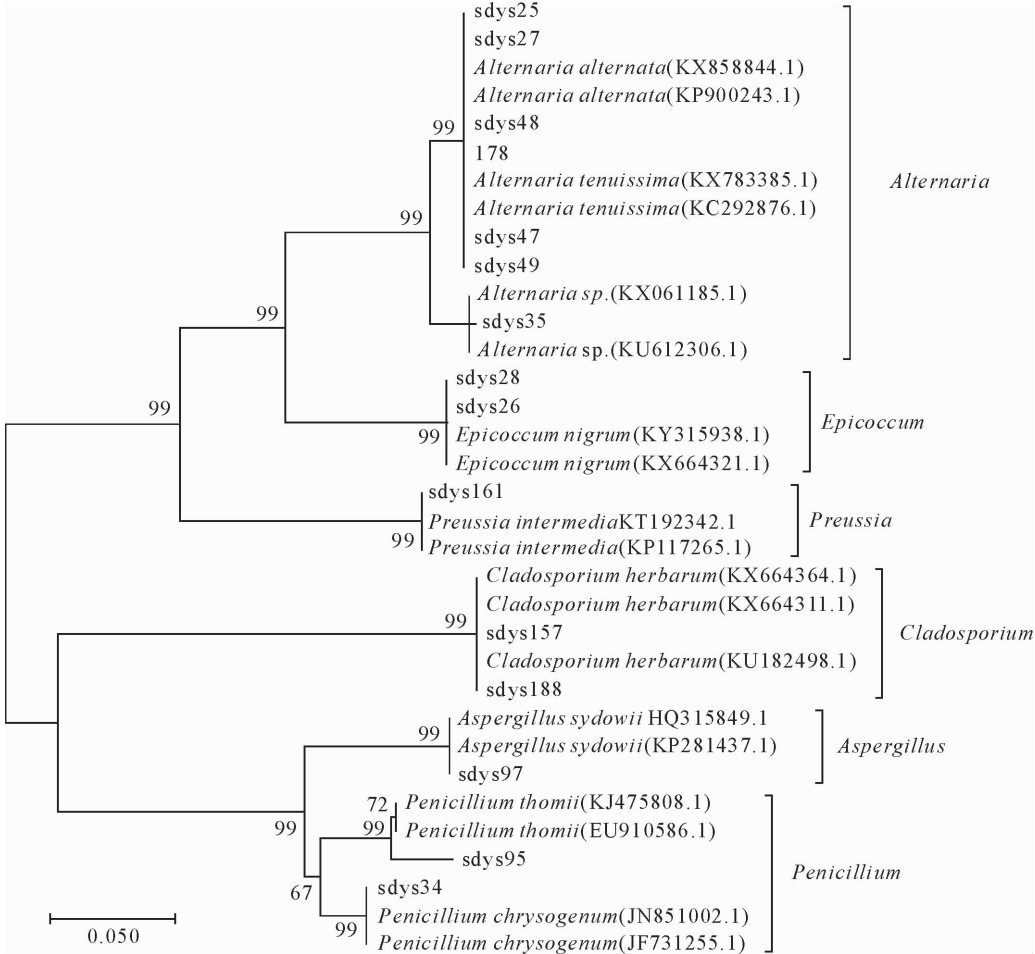 sdys25
sdys27
Alternaria alternata(KX858844.1)
Alternaria alternata(KP900243.1)
sdys48
99
178
Alternaria tenuissima(KX783385.1)
Alternaria
Alternaria tenuissima(KC292876.1)
99
sdys47
sdys49
Alternaria sp.(KX061185.1)
99
sdys35
Alternaria sp.(KU612306.1)
sdys28
99
sdys26
Epicoccum
99
Epicoccum nigrum(KY315938.1)
Epicoccum nigrum(KX664321.1)
sdys161
Preussia intermediaKT192342.1
Preussia
99
Preussia intermedia(KP117265.1)
Cladosporium herbarum(KX664364.1)
Cladosporium herbarum(KX664311.1)
99
sdys157
Cladosporium
Cladosporium herbarum(KU182498.1)
sdys188
Aspergillus sydowii HQ315849.1
99
Aspergillus sydowii(KP281437.1)
Aspergillus
sdys97
72
Penicillium thomii(KJ475808.1)
99
99
Penicillium thomii(EU910586.1)
sdys95
Penicillium
67
sdys34
Penicillium chrysogenum(JN851002.1)
99
Penicillium chrysogenum(JF731255.1)
0.050